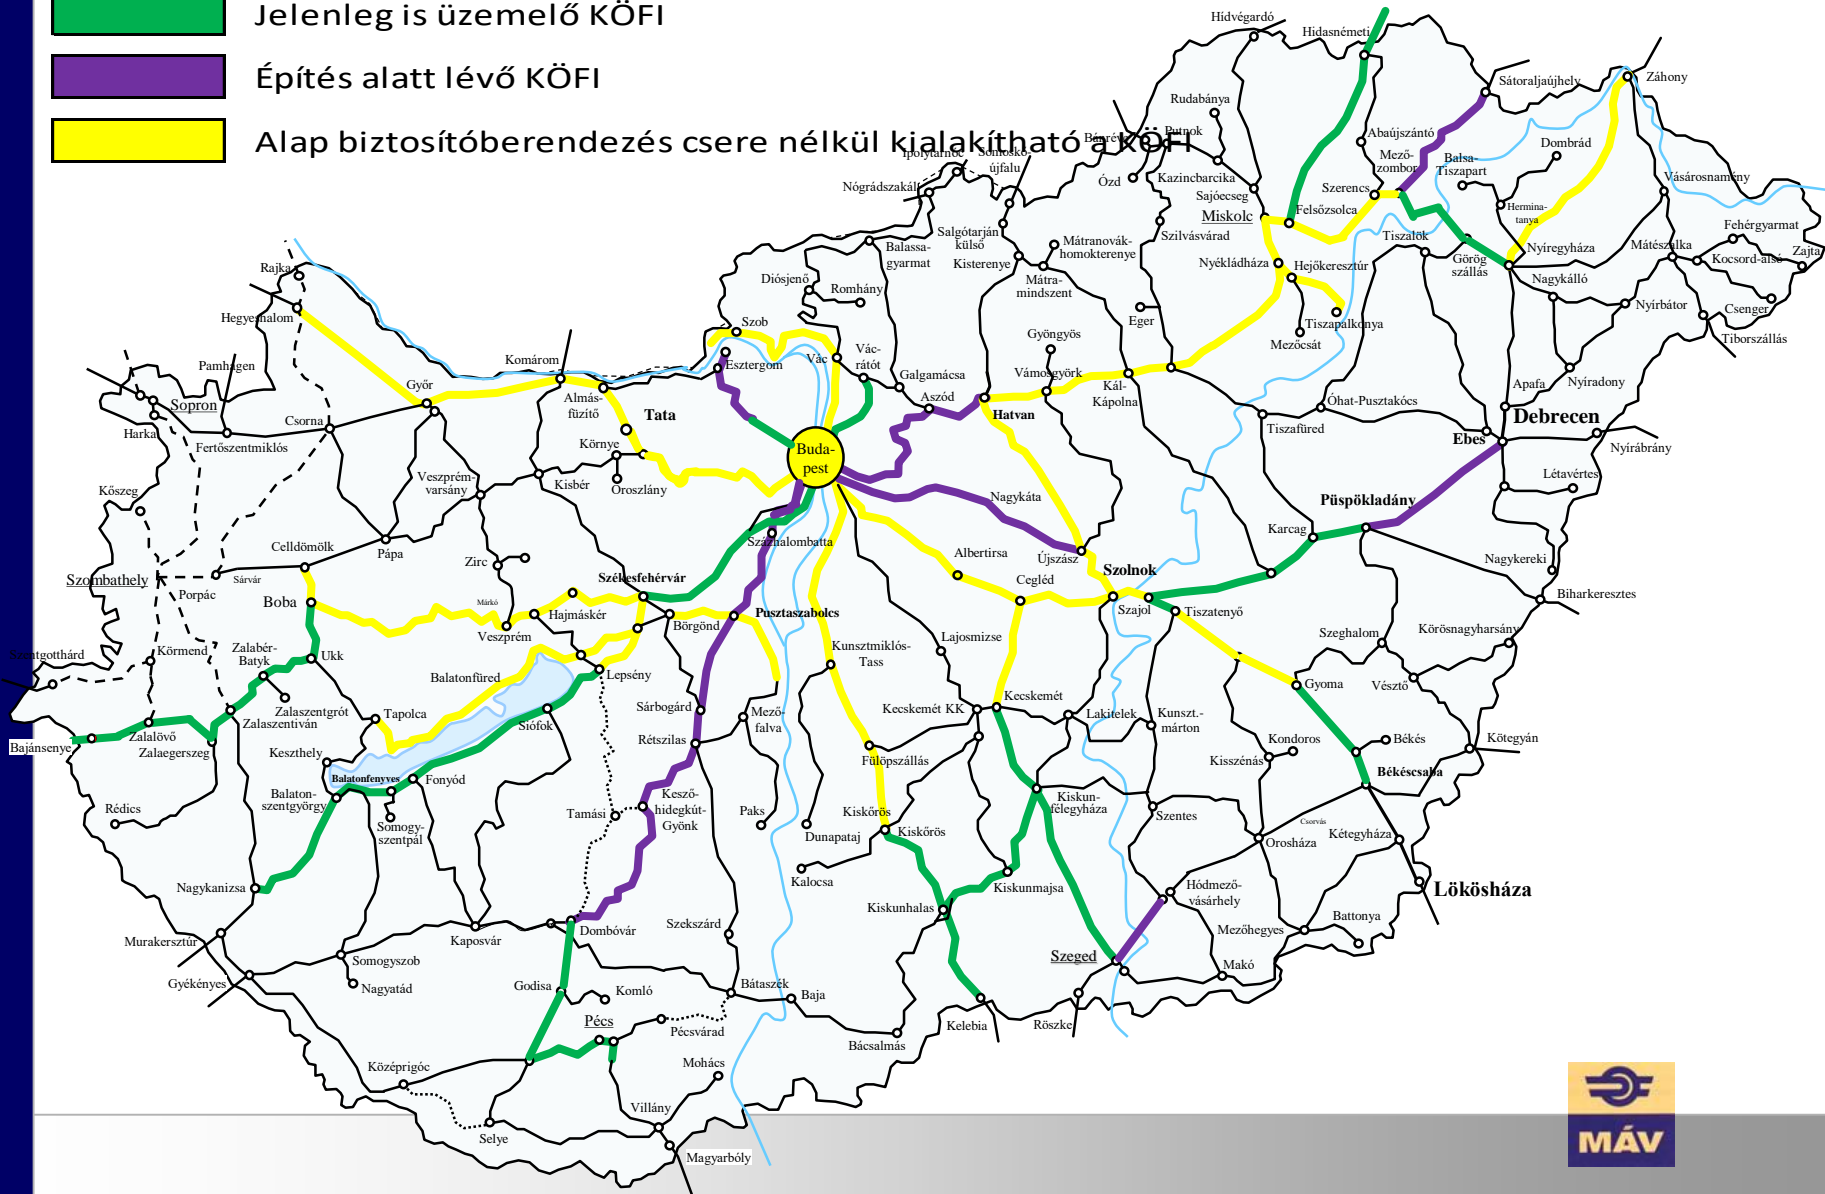 Jelenleg is üzemelő KÖFI
Építés alatt lévő KÖFI
Alap biztosítóberendezés csere nélkül kialakítható a KÖFI
Hídvégardó
Hidasnémeti
Sátoraljaújhely
Záhony
Rudabánya
Putnok
Abaújszántó
Mező-
zombor
Balsa-
Tiszapart
Dombrád
Ipolytarnóc
Somoskő-
újfalu
Nógrádszakál
Ózd
Kazincbarcika
Sajóecseg
Szerencs
Vásárosnamény
Miskolc
Felsőzsolca
Hermina-
tanya
Fehérgyarmat
Salgótarján
külső
Kisterenye
Mátranovák-
homokterenye
Szilvásvárad
Tiszalök
Görög
szállás
Nyíregyháza
Mátészalka
Kocsord-alsó
Zajta
Balassa-
gyarmat
Rajka
Diósjenő
Romhány
Mátra-
mindszent
Nyékládháza
Hejőkeresztúr
Nagykálló
Nyírbátor
Csenger
Hegyeshalom
Szob
Eger
Tiszapalkonya
Tiborszállás
Gyöngyös
Mezőcsát
Komárom
Esztergom
Vác
Vác-
rátót
Pamhagen
Győr
Almás-
füzítő
Galgamácsa
Vámosgyörk
Kál-
Kápolna
Apafa
Nyíradony
Sopron
Tata
Aszód
Hatvan
Óhat-Pusztakócs
Debrecen
Harka
Csorna
Fertőszentmiklós
Környe
Buda-
pest
Tiszafüred
Ebes
Nyírábrány
Kőszeg
Veszprém-
varsány
Kisbér
Oroszlány
Nagykáta
Püspökladány
Létavértes
Karcag
Celldömölk
Pápa
Zirc
Százhalombatta
Albertirsa
Újszász
Nagykereki
Szombathely
Sárvár
Porpác
Székesfehérvár
Cegléd
Szolnok
Szajol
Tiszatenyő
Biharkeresztes
Boba
Márkó
Hajmáskér
Veszprém
Börgönd
Pusztaszabolcs
Lajosmizse
Szeghalom
Körösnagyharsány
Szentgotthárd
Körmend
Zalabér-
Batyk
Ukk
Balatonfüred
Lepsény
Kunsztmiklós-
Tass
Gyoma
Vésztő
Zalaszentgrót
Zalaszentiván
Tapolca
Siófok
Sárbogárd
Mező-
falva
Kecskemét
Kecskemét KK
Lakitelek
Kunszt.-
márton
Bajánsenye
Zalalövő
Zalaegerszeg
Keszthely
Rétszilas
Fülöpszállás
Kondoros
Kisszénás
Békés
Kötegyán
Balatonfenyves
Fonyód
Békéscsaba
Rédics
Balaton-
szentgyörgy
Somogy-
szentpál
Tamási
Kesző-
hidegkút-
Gyönk
Paks
Dunapataj
Kiskőrös
Kiskőrös
Kiskun-
félegyháza
Szentes
Csorvás
Orosháza
Kétegyháza
Kalocsa
Kiskunmajsa
Hódmező-
vásárhely
Lökösháza
Nagykanizsa
Kiskunhalas
Murakersztúr
Kaposvár
Dombóvár
Szekszárd
Mezőhegyes
Battonya
Somogyszob
Szeged
Makó
Gyékényes
Nagyatád
Godisa
Komló
Bátaszék
Baja
Pécs
Pécsvárad
Kelebia
Röszke
Bácsalmás
Középrigóc
Mohács
Villány
Selye
Magyarbóly
MÁV